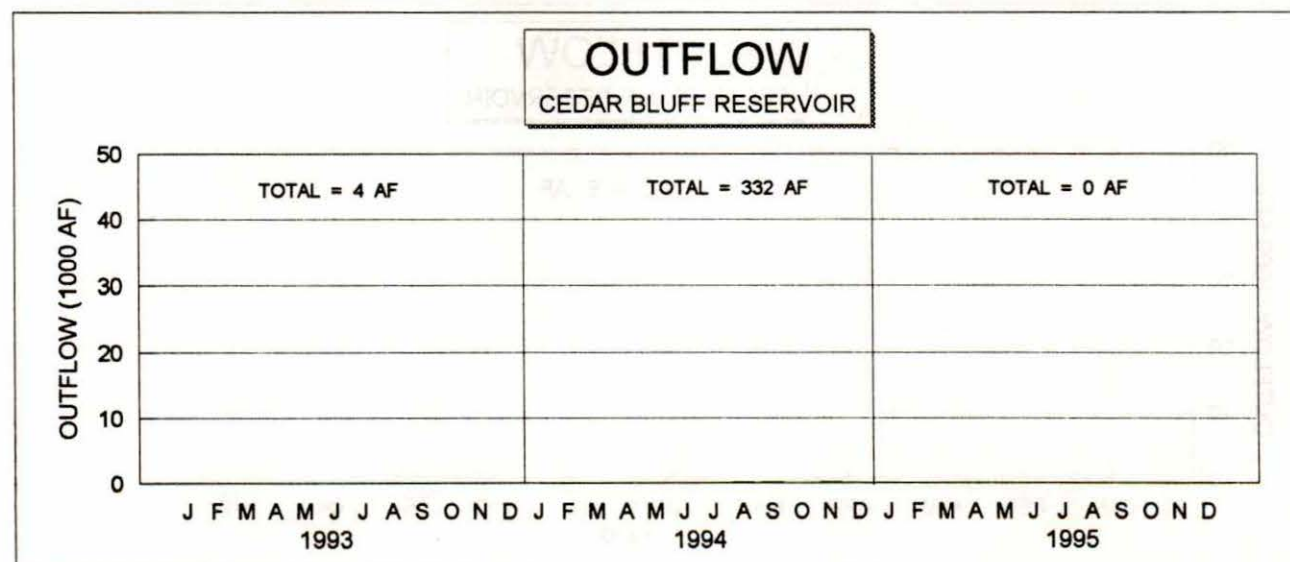 OUTFLOW
CEDAR BLUFF RESERVOIR
OUTFLOW (1000 AF)
50
40
30
20
10
0
TOTAL = 4 AF
TOTAL = 332 AF
TOTAL = 0 AF
J F M A M J J A S O N D J F M A M J J A S O N D J F M A M J J A S O N D
1993
1994
1995